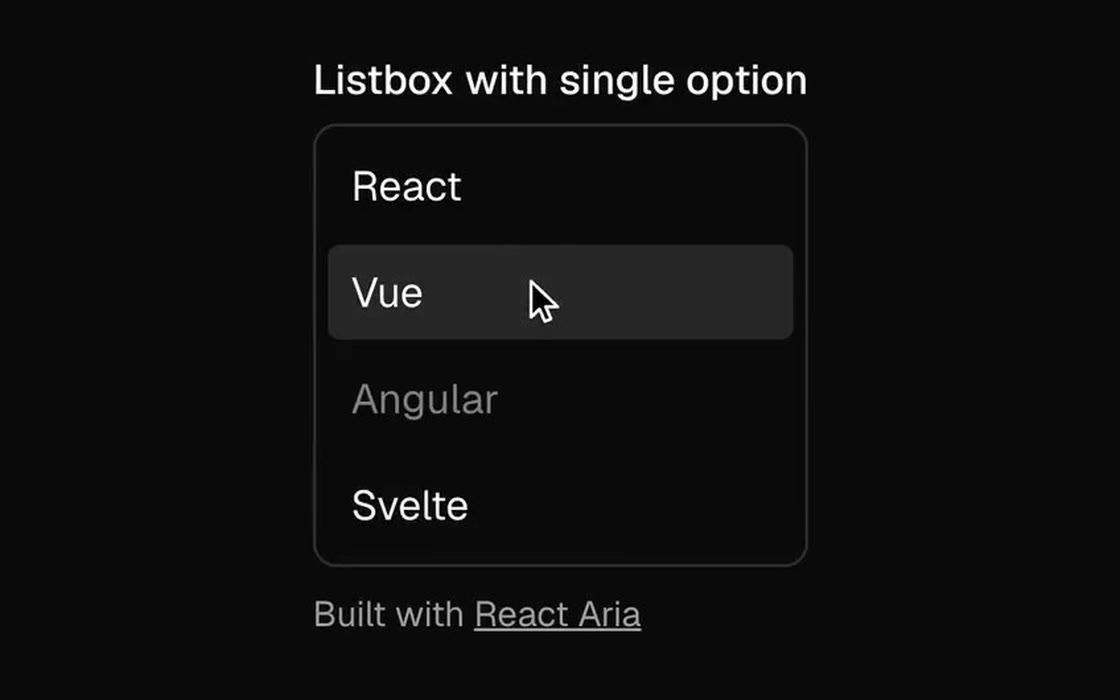 Listbox with single option
React
Vue
Angular
Svelte
Built with React Aria